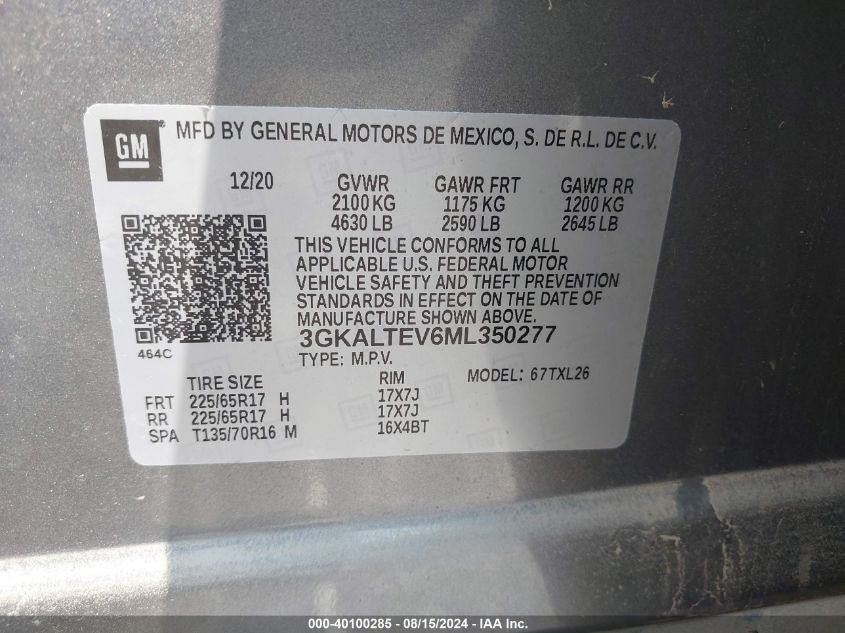 GM MFD BY GENERAL MOTORS DE MEXICO, S. DE R.L. DE C.V.
12/20 GVWR GAWR FRT GAWR RR
2100 KG 1175 KG 1200 KG
4630 LB 2590 LB 2645 LB
THIS VEHICLE CONFORMS TO ALL
APPLICABLE U.S. FEDERAL MOTOR
VEHICLE SAFETY AND THEFT PREVENTION
STANDARDS IN EFFECT ON THE DATE OF
MANUFACTURE SHOWN ABOVE.
3GKALTEV6ML350277
464C
TYPE: M.P.V.
TIRE SIZE RIM MODEL: 67TXL26
FRT 225/65R17 H 17X7J
RR 225/65R17 H 17X7J
SPA T135/70R16 M 16X4BT
000-40100285 - 08/15/2024 - IAA Inc.